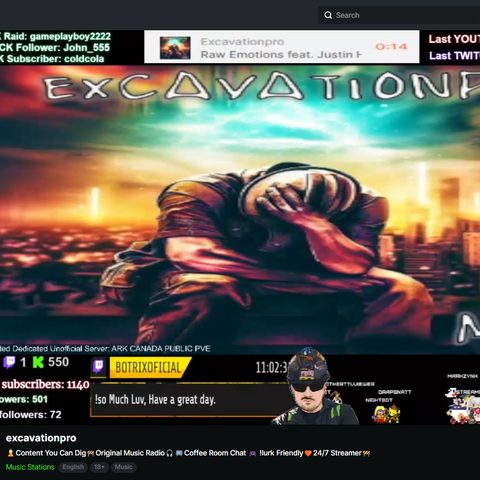 Search
K Raid: gameplayboy2222
CK Follower: John_555
K Subscriber: coldcola
Excavationpro
Raw Emotions feat. Justin H
0:14
Last YOUT
Last TWIT
EXCAVATIONP
ted Dedicated Unofficial Server: ARK CANADA PUBLIC PVE
1 K 550
BOTRIXOFICIAL
11:02:3
subscribers: 1140
!so Much Luv, Have a great day.
owers: 501
followers: 72
DRAPSNATT
NIGHTBOT
MARKZYNK
excavationpro
Content You Can Dig Original Music Radio Coffee Room Chat !lurk Friendly 24/7 Streamer
Music Stations English 18+ Music